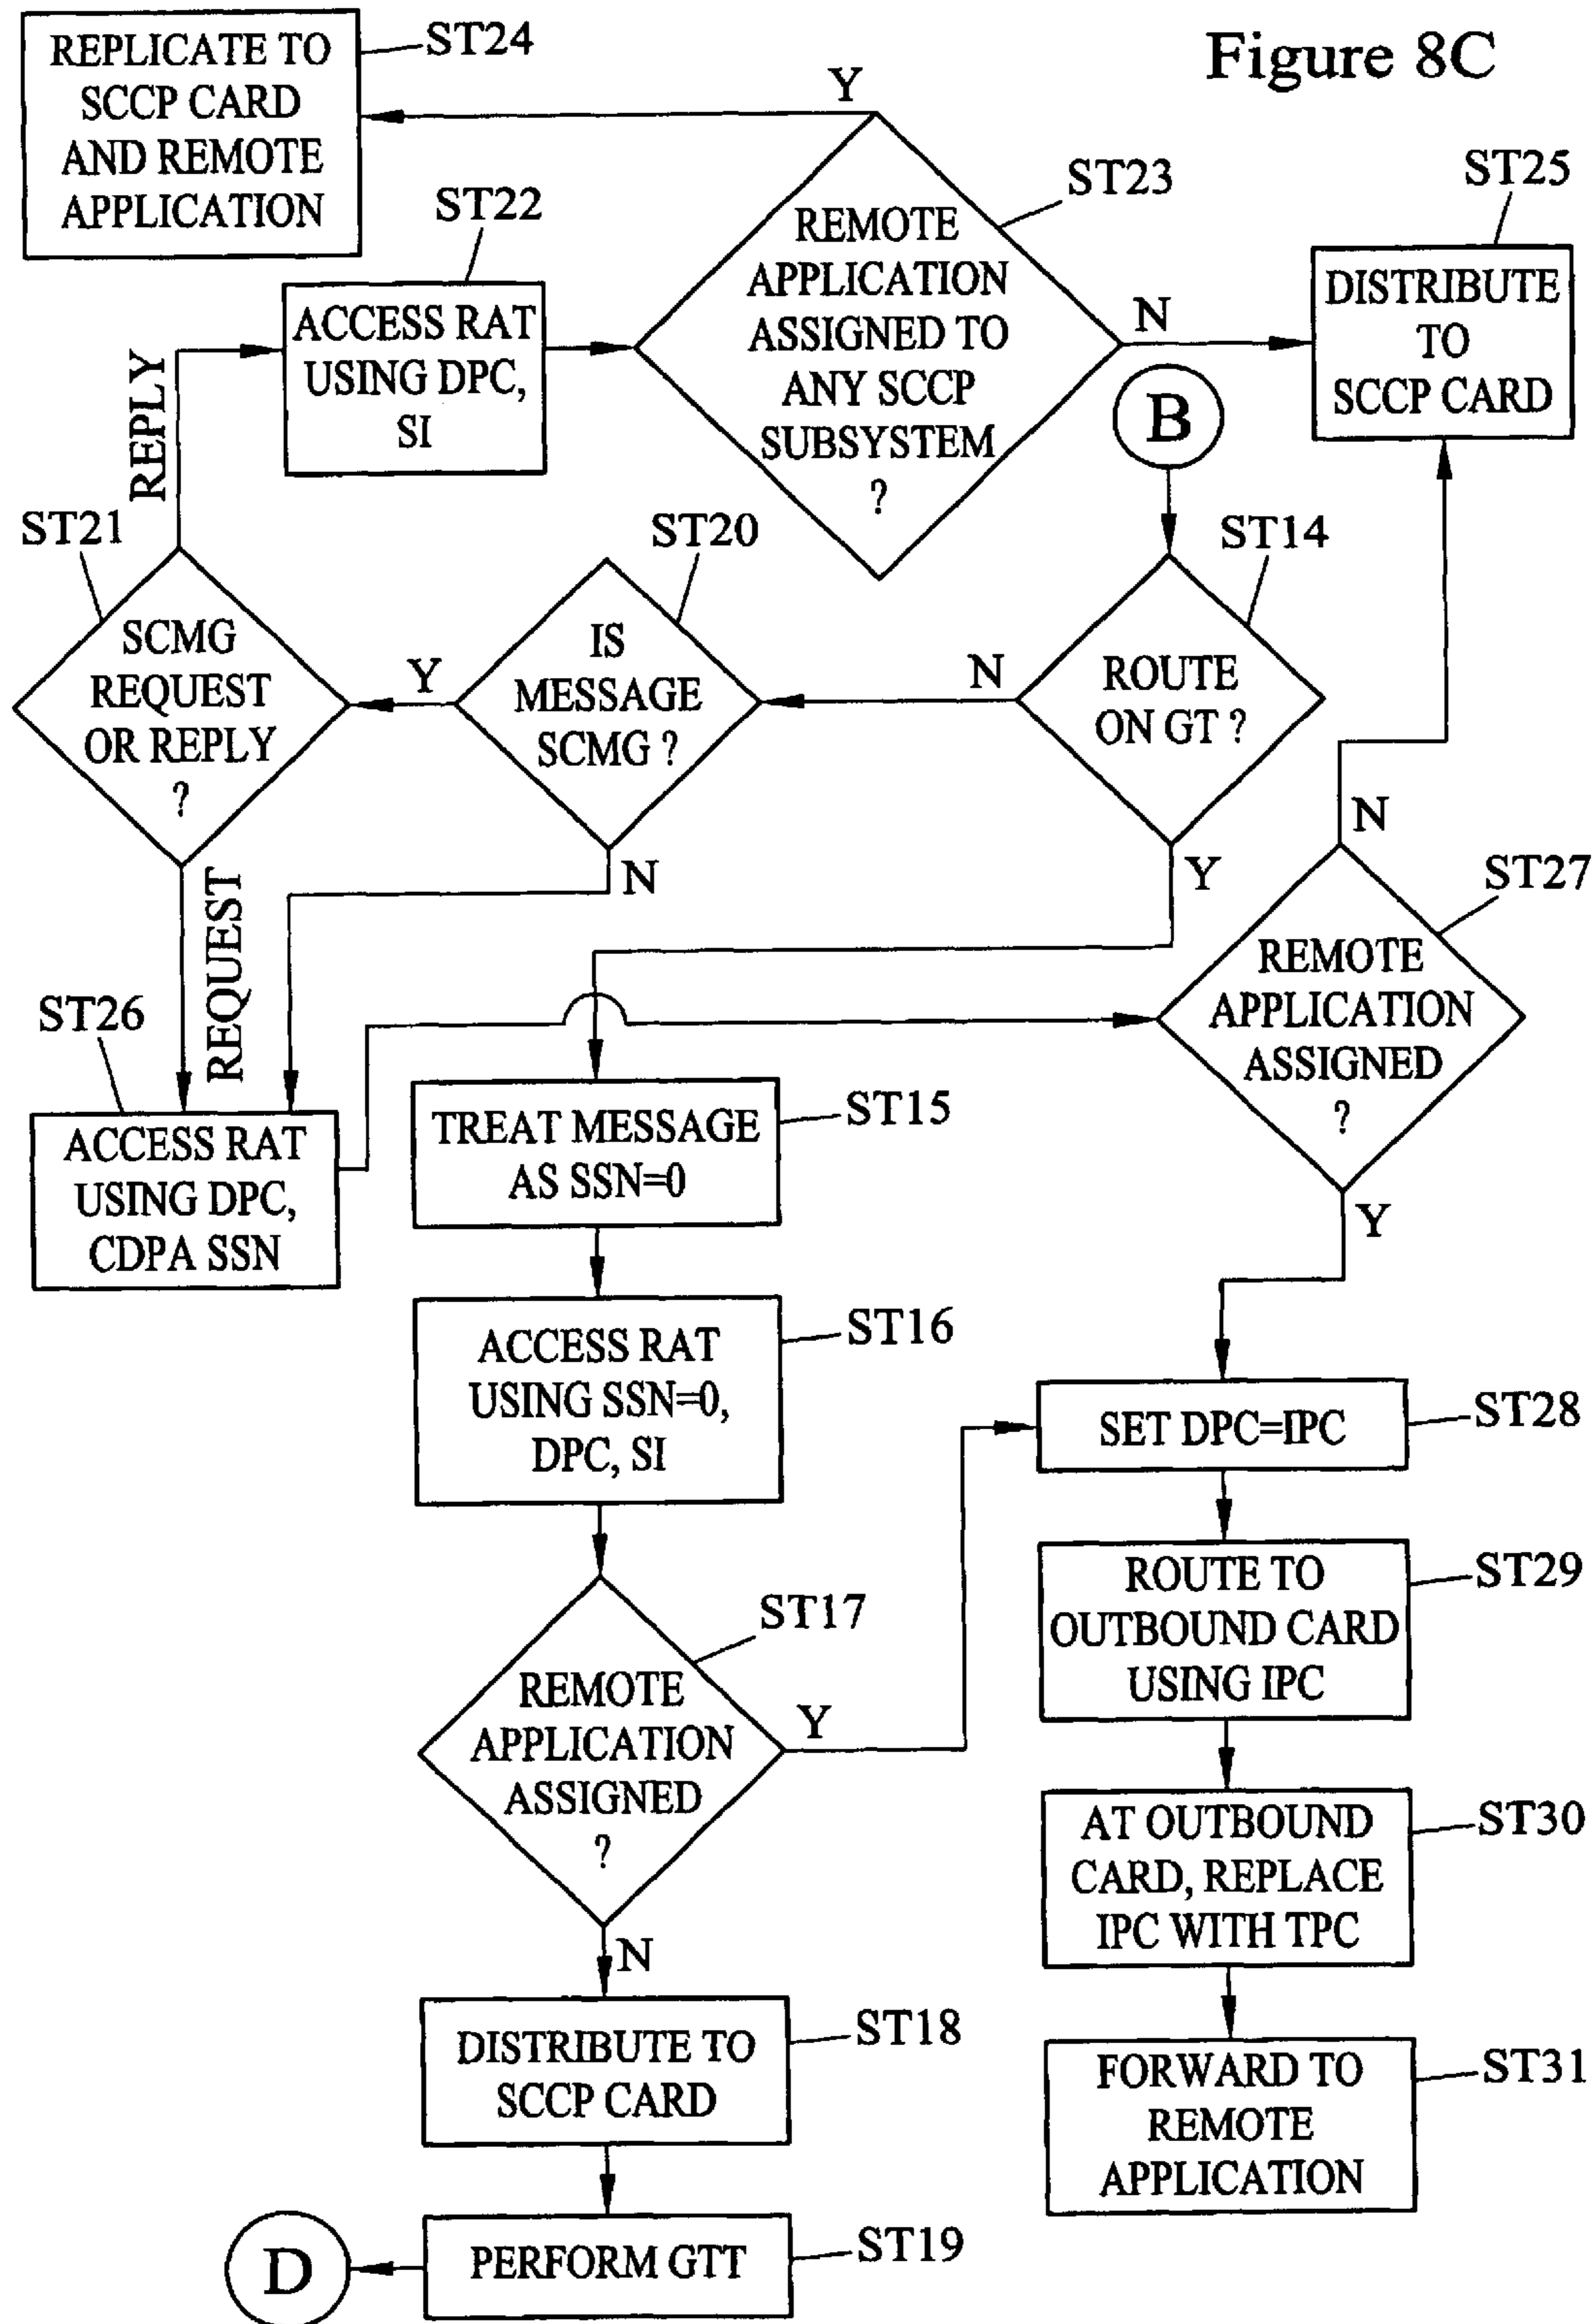 Figure 8C
REPLICATE TO
SCCP CARD
AND REMOTE
APPLICATION
ST24
Y
ST22
ACCESS RAT
USING DPC,
SI
ST23
REMOTE
APPLICATION
ASSIGNED TO
ANY SCCP
SUBSYSTEM
?
N
ST25
DISTRIBUTE
TO
SCCP CARD
B
REPLY
ST21
SCMG
REQUEST
OR REPLY
?
Y
ST20
IS
MESSAGE
SCMG ?
N
ST14
ROUTE
ON GT ?
REQUEST
N
Y
N
ST27
REMOTE
APPLICATION
ASSIGNED
?
Y
ST26
ACCESS RAT
USING DPC,
CDPA SSN
TREAT MESSAGE
AS SSN=0
ST15
ACCESS RAT
USING SSN=0,
DPC, SI
ST16
ST17
REMOTE
APPLICATION
ASSIGNED
?
Y
N
DISTRIBUTE TO
SCCP CARD
ST18
PERFORM GTT
ST19
D
SET DPC=IPC
ST28
ROUTE TO
OUTBOUND CARD
USING IPC
ST29
AT OUTBOUND
CARD, REPLACE
IPC WITH TPC
ST30
FORWARD TO
REMOTE
APPLICATION
ST31